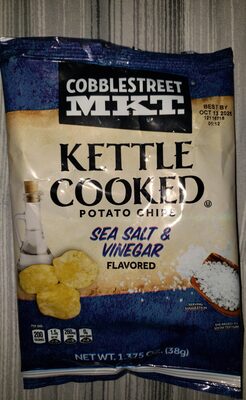 COBBLESTREET
MKT.
BEST BY
OCT 13 2025
KETTLE
COOKED
POTATO CHIPS
SEA SALT &
VINEGAR
FLAVORED
NET WT. 1.375 OZ. (38g)